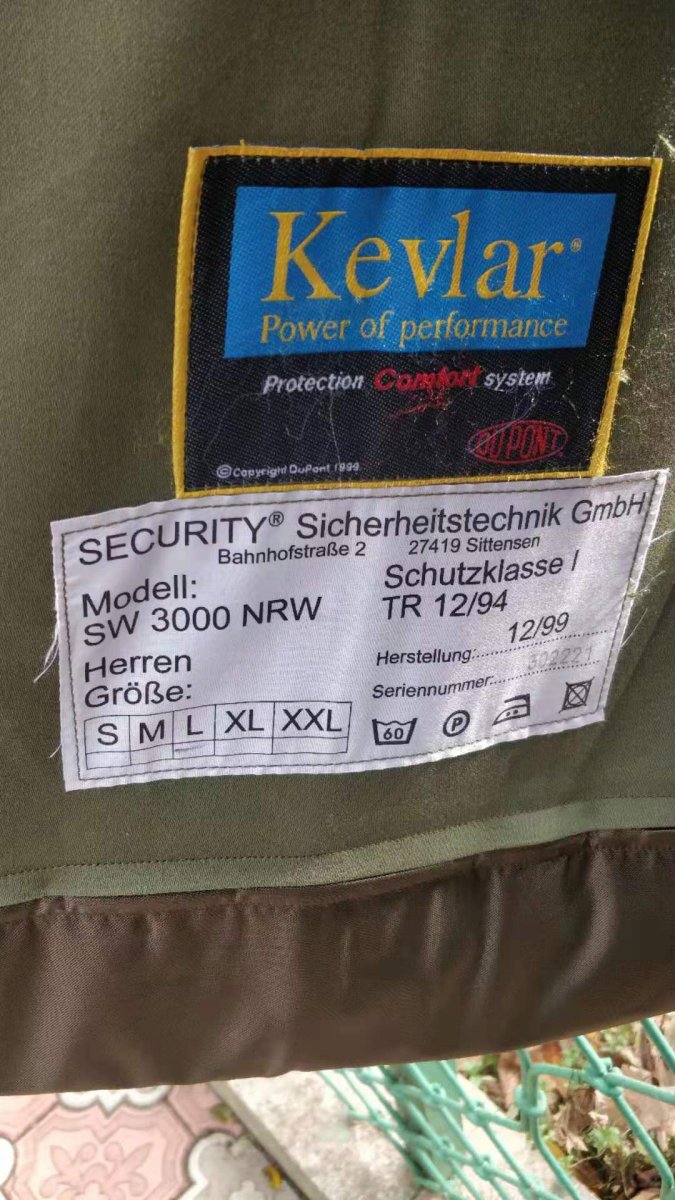 Kevlar®
Power of performance
Protection Comfort system
DUPONT
©Copyright DuPont 1999
SECURITY® Sicherheitstechnik GmbH
Bahnhofstraße 2 27419 Sittensen
Modell:
SW 3000 NRW
Schutzklasse I
TR 12/94
Herren
Größe:
S M L XL XXL
Herstellung: 12/99
Seriennummer:
60
P